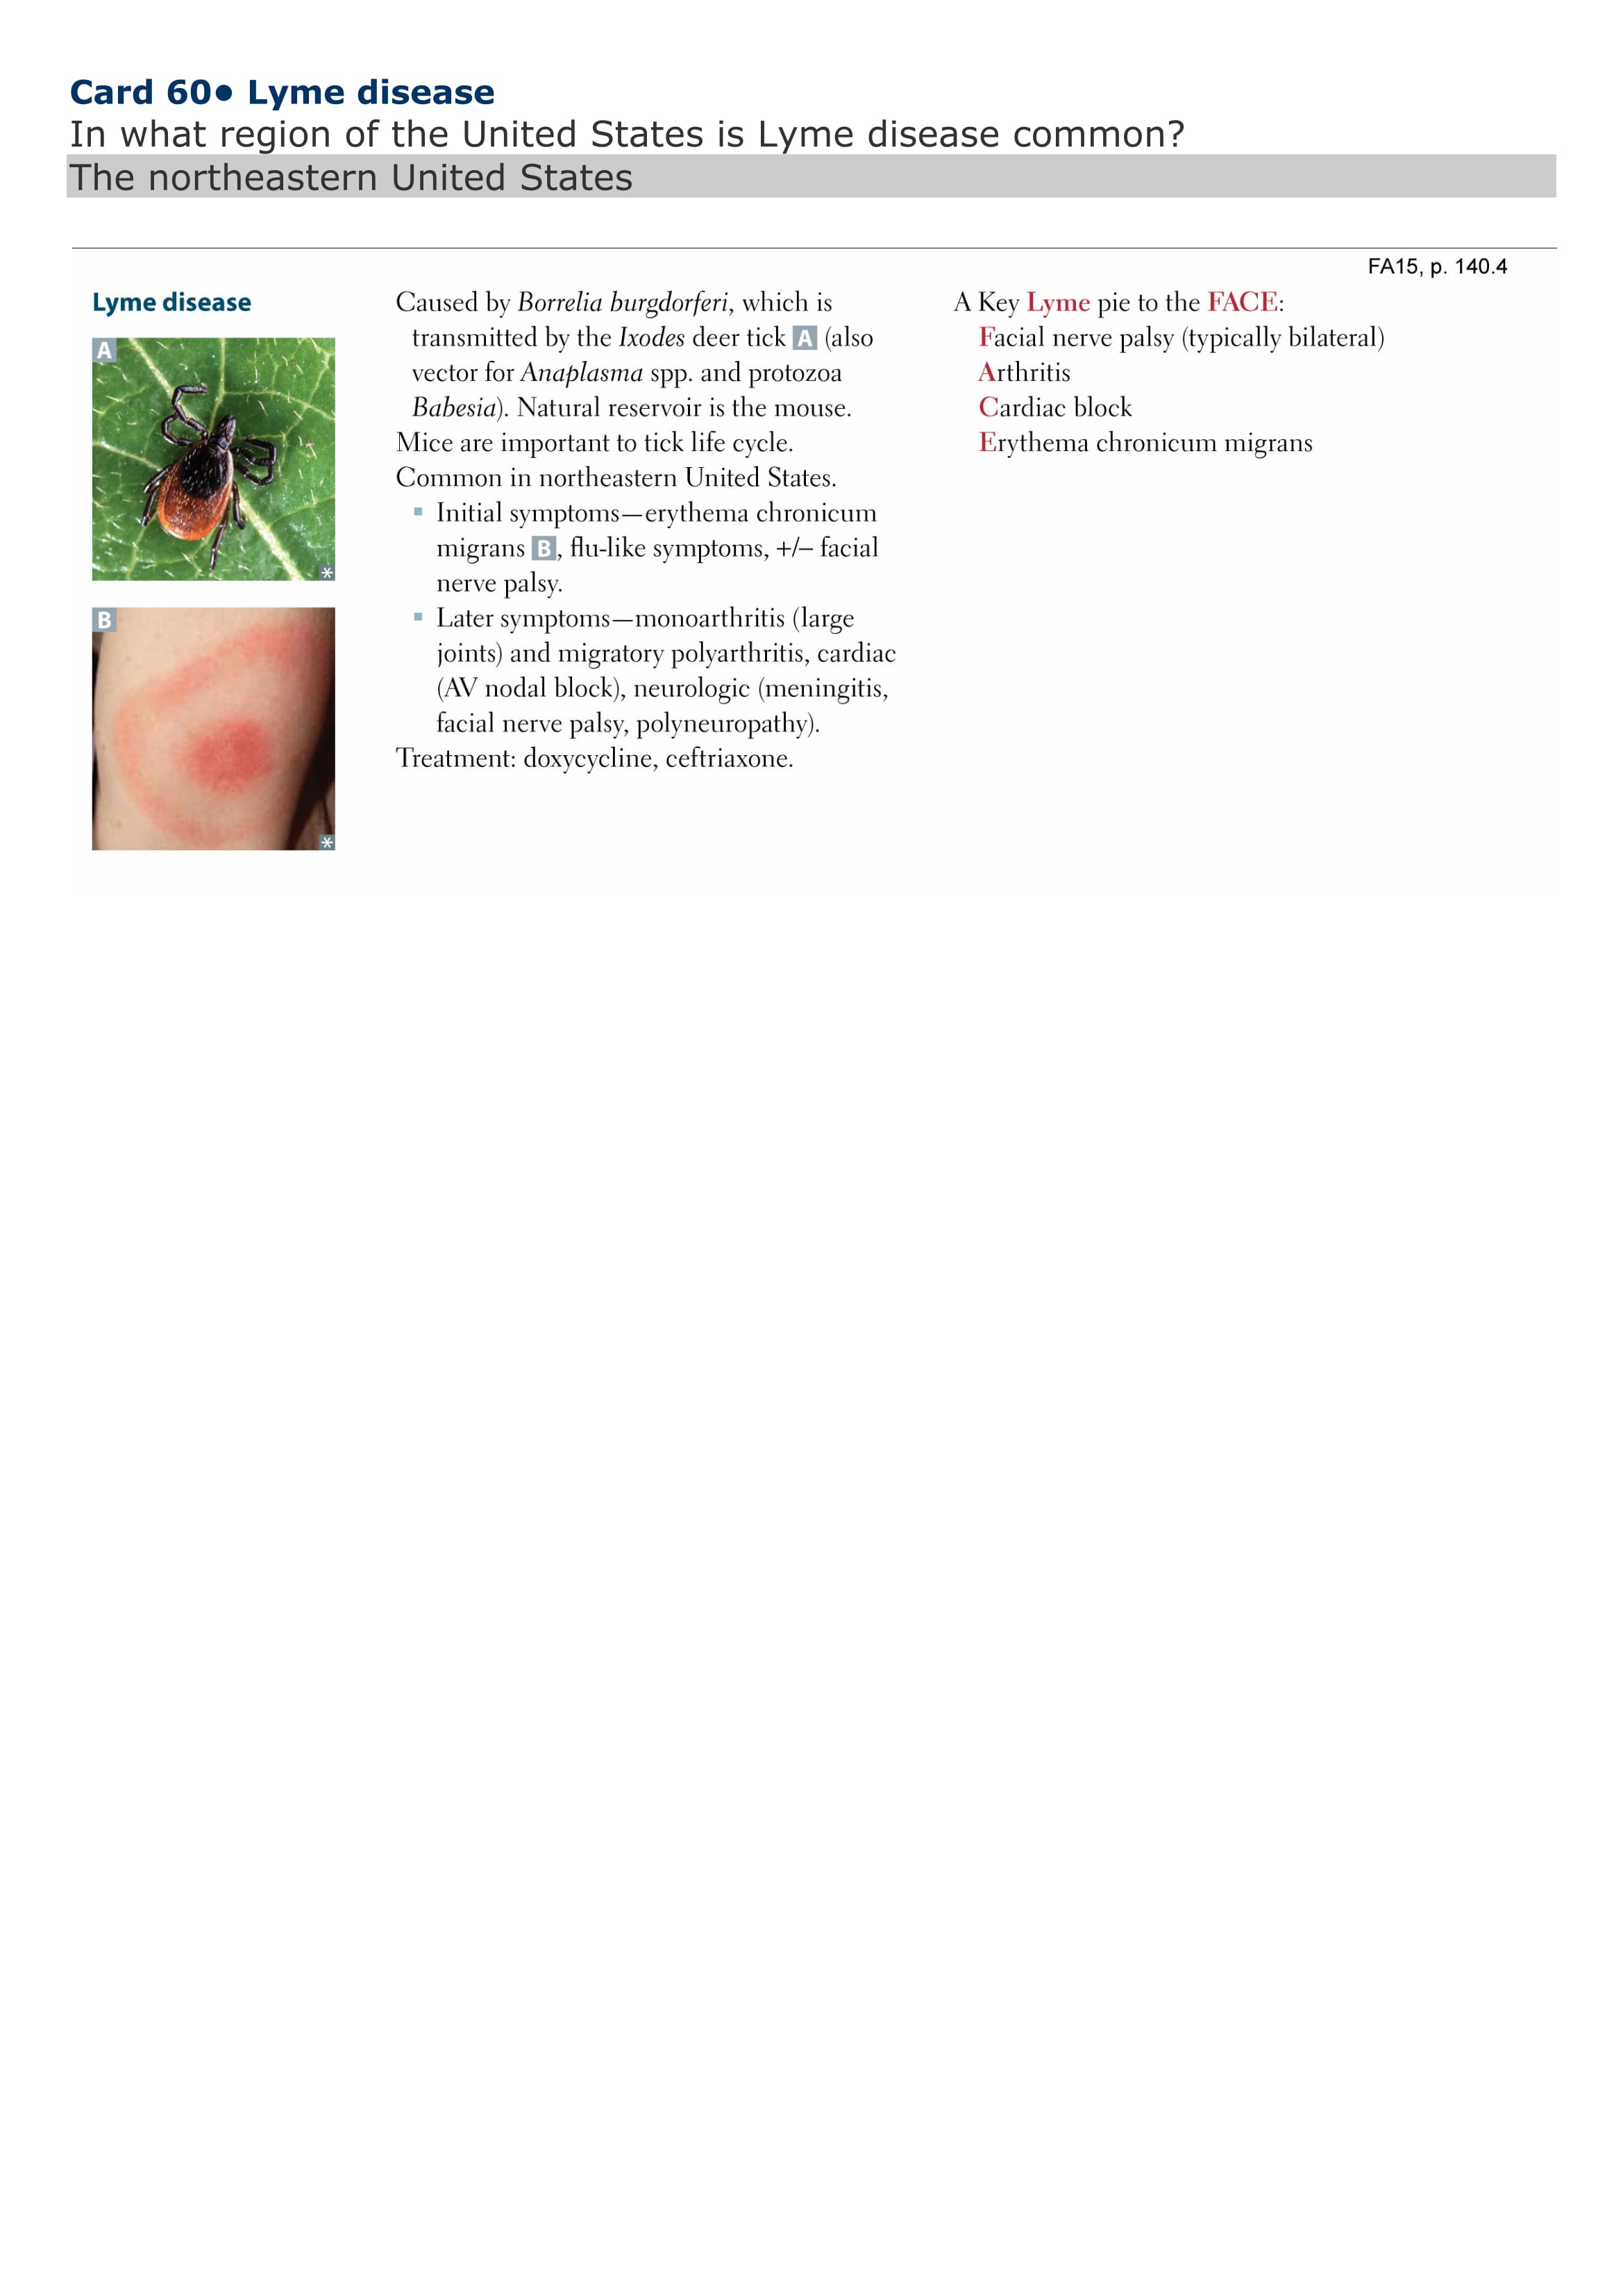 Card 60● Lyme disease
In what region of the United States is Lyme disease common?
The northeastern United States
FA15, p. 140.4
Lyme disease
A
*
B
*
Caused by Borrelia burgdorferi, which is
transmitted by the Ixodes deer tick A (also
vector for Anaplasma spp. and protozoa
Babesia). Natural reservoir is the mouse.
Mice are important to tick life cycle.
Common in northeastern United States.
▪ Initial symptoms—erythema chronicum
migrans B, flu-like symptoms, +/– facial
nerve palsy.
▪ Later symptoms—monoarthritis (large
joints) and migratory polyarthritis, cardiac
(AV nodal block), neurologic (meningitis,
facial nerve palsy, polyneuropathy).
Treatment: doxycycline, ceftriaxone.
A Key Lyme pie to the FACE:
Facial nerve palsy (typically bilateral)
Arthritis
Cardiac block
Erythema chronicum migrans